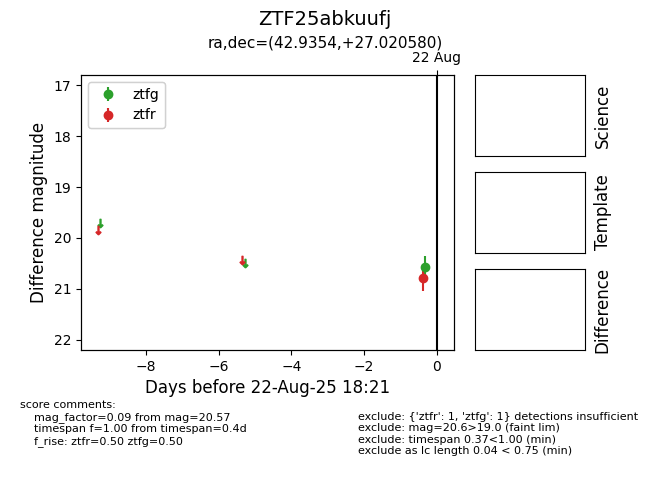 ZTF25abkuufj
ra,dec=(42.9354,+27.020580)
22 Aug
ztfg
ztfr
17
18
19
20
21
22
Difference magnitude
−8
−6
−4
−2
0
Days before 22-Aug-25 18:21
Science
Template
Difference
score comments:
mag_factor=0.09 from mag=20.57
timespan f=1.00 from timespan=0.4d
f_rise: ztfr=0.50 ztfg=0.50
exclude: {'ztfr': 1, 'ztfg': 1} detections insufficient
exclude: mag=20.6>19.0 (faint lim)
exclude: timespan 0.37<1.00 (min)
exclude as lc length 0.04 < 0.75 (min)